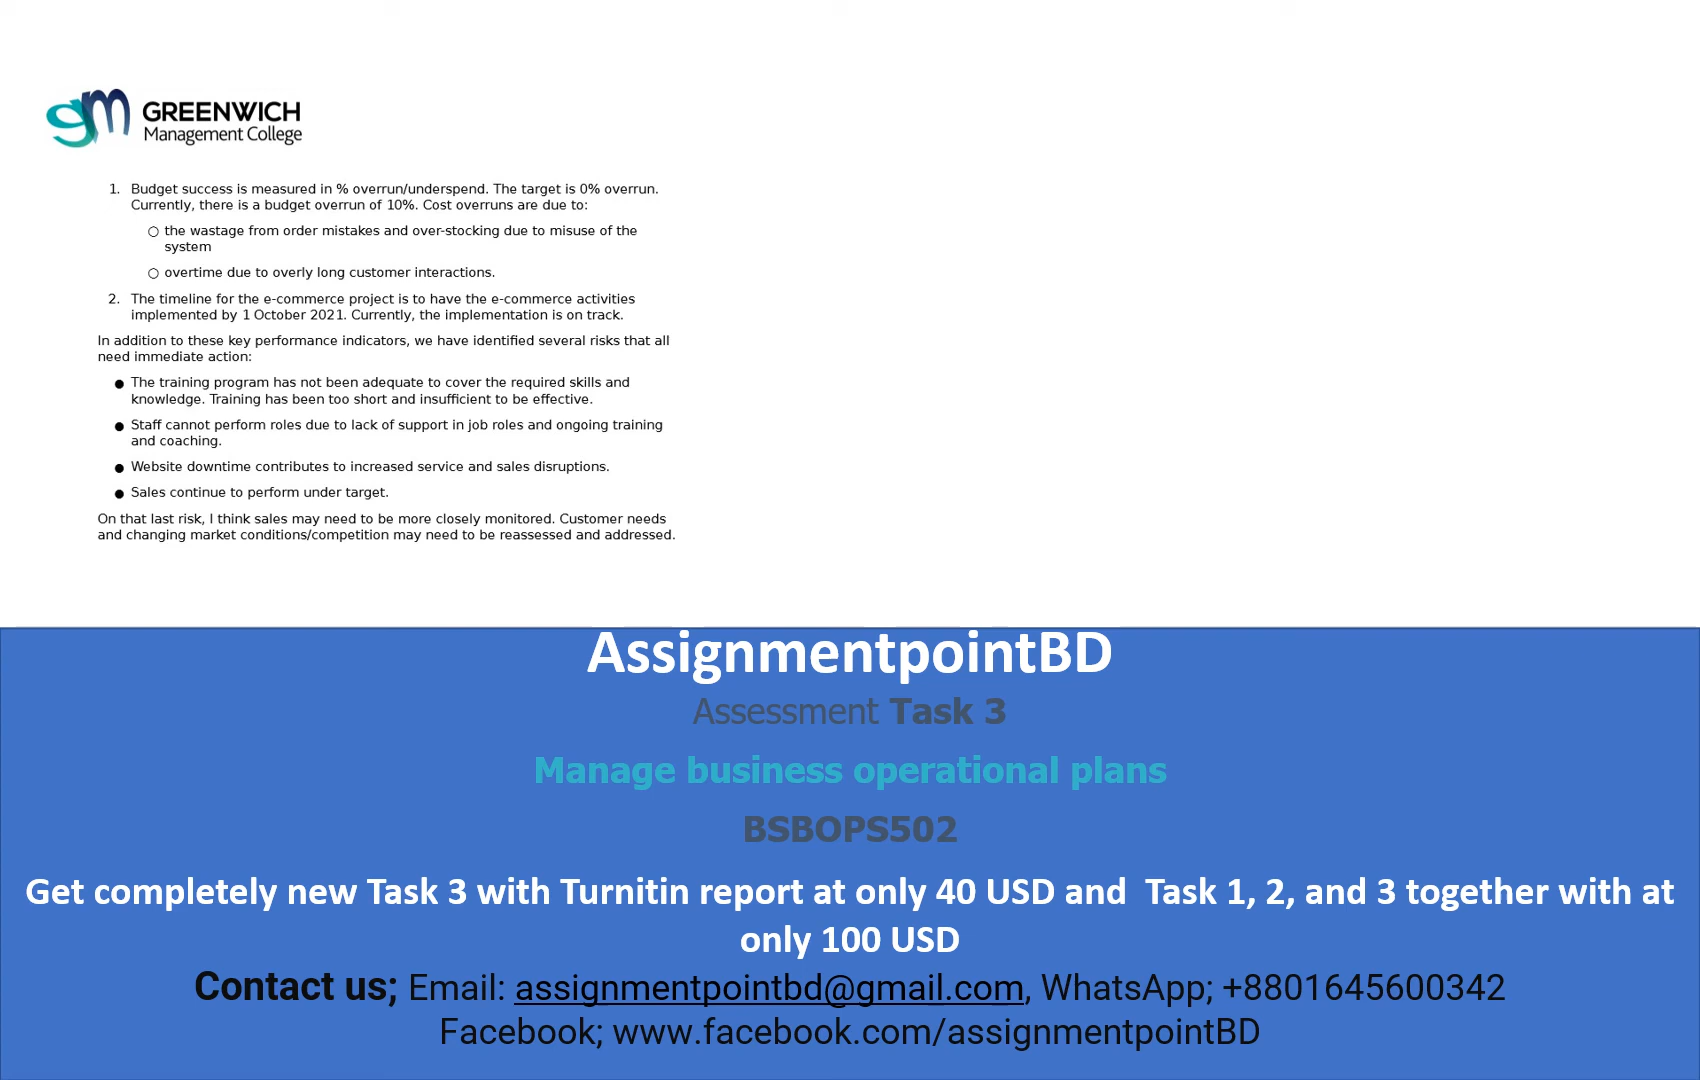 gm GREENWICH
Management College
1. Budget success is measured in % overrun/underspend. The target is 0% overrun.
Currently, there is a budget overrun of 10%. Cost overruns are due to:
○ the wastage from order mistakes and over-stocking due to misuse of the
system
○ overtime due to overly long customer interactions.
2. The timeline for the e-commerce project is to have the e-commerce activities
implemented by 1 October 2021. Currently, the implementation is on track.
In addition to these key performance indicators, we have identified several risks that all
need immediate action:
● The training program has not been adequate to cover the required skills and
knowledge. Training has been too short and insufficient to be effective.
● Staff cannot perform roles due to lack of support in job roles and ongoing training
and coaching.
● Website downtime contributes to increased service and sales disruptions.
● Sales continue to perform under target.
On that last risk, I think sales may need to be more closely monitored. Customer needs
and changing market conditions/competition may need to be reassessed and addressed.
AssignmentpointBD
Assessment Task 3
Manage business operational plans
BSBOPS502
Get completely new Task 3 with Turnitin report at only 40 USD and Task 1, 2, and 3 together with at
only 100 USD
Contact us; Email: assignmentpointbd@gmail.com, WhatsApp; +8801645600342
Facebook; www.facebook.com/assignmentpointBD